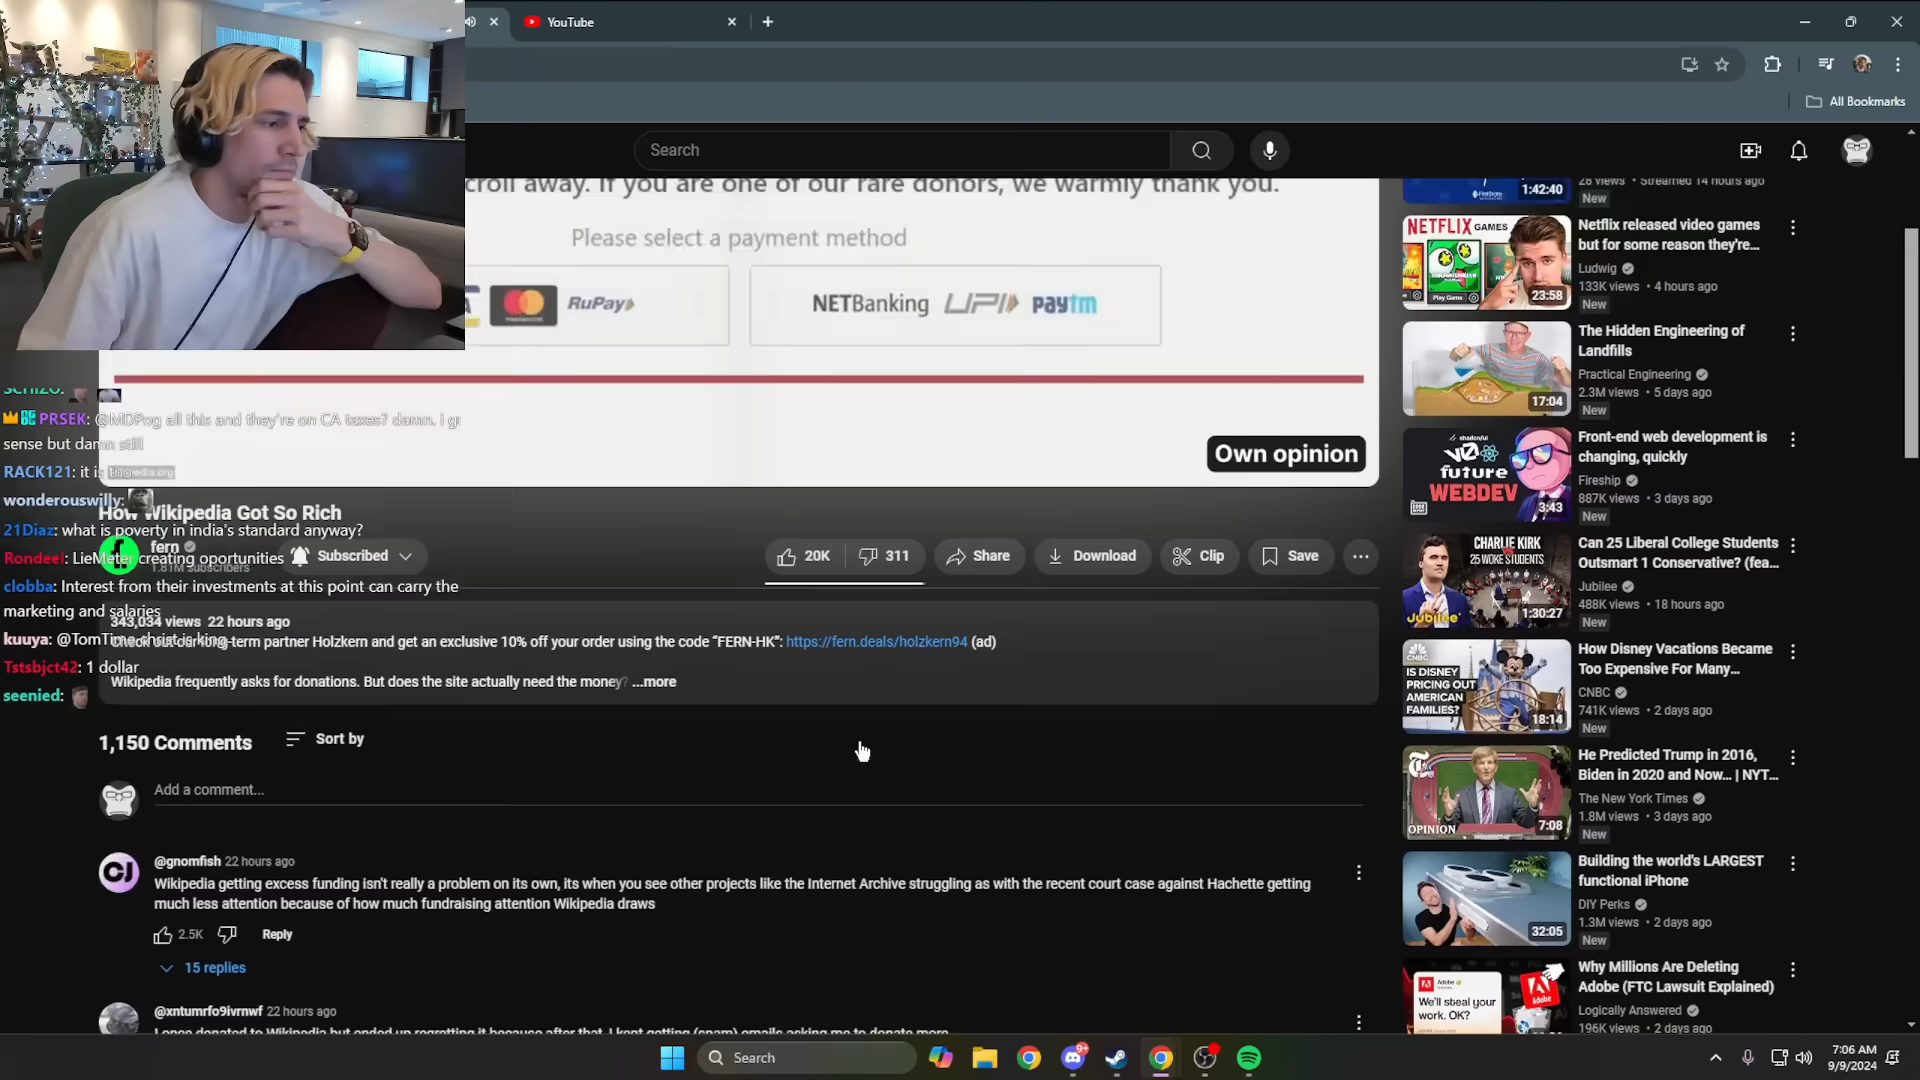 YouTube
All Bookmarks
Search
croll away. If you are one of our rare donors, we warmly thank you.
Please select a payment method
RuPay
NETBanking UPI paytm
Own opinion
PRSEK: @MDPog all this and they're on CA taxes? damn. i gr
sense but damn still
RACK121: it is
wonderouswilly:
How Wikipedia Got So Rich
21Diaz: what is poverty in india's standard anyway?
fern
Rondeel: LieMeter creating oportunities
1.81M subscribers
Subscribed
20K
311
Share
Download
Clip
Save
clobba: Interest from their investments at this point can carry the
marketing and salaries
343,034 views 22 hours ago
kuuya: @TomTime christ is king
Check out our long-term partner Holzkern and get an exclusive 10% off your order using the code “FERN-HK”: https://fern.deals/holzkern94 (ad)
Tstsbjct42: 1 dollar
Wikipedia frequently asks for donations. But does the site actually need the money? ...more
seenied:
1,150 Comments
Sort by
Add a comment...
@gnomfish 22 hours ago
Wikipedia getting excess funding isn't really a problem on its own, its when you see other projects like the Internet Archive struggling as with the recent court case against Hachette getting
much less attention because of how much fundraising attention Wikipedia draws
2.5K
Reply
15 replies
@xntumrfo9ivrnwf 22 hours ago
I once donated to Wikipedia but ended up regretting it because after that, I kept getting (spam) emails asking me to donate more
1:42:40
28 views • Streamed 14 hours ago
New
NETFLIX GAMES
Play Game
23:58
Netflix released video games
but for some reason they're...
Ludwig
133K views • 4 hours ago
New
17:04
The Hidden Engineering of
Landfills
Practical Engineering
2.3M views • 5 days ago
New
shadcn/ui
v0
future
WEBDEV
3:43
Front-end web development is
changing, quickly
Fireship
887K views • 3 days ago
New
CHARLIE KIRK
VS 25 WOKE STUDENTS
Jubilee
1:30:27
Can 25 Liberal College Students
Outsmart 1 Conservative? (fea...
Jubilee
488K views • 18 hours ago
New
CNBC
IS DISNEY
PRICING OUT
AMERICAN
FAMILIES?
18:14
How Disney Vacations Became
Too Expensive For Many...
CNBC
741K views • 2 days ago
New
OPINION
7:08
He Predicted Trump in 2016,
Biden in 2020 and Now... | NYT...
The New York Times
1.8M views • 3 days ago
New
32:05
Building the world's LARGEST
functional iPhone
DIY Perks
1.3M views • 2 days ago
New
Adobe
We'll steal your
work. OK?
Adobe
Why Millions Are Deleting
Adobe (FTC Lawsuit Explained)
Logically Answered
196K views • 2 days ago
Search
9+
7:06 AM
9/9/2024